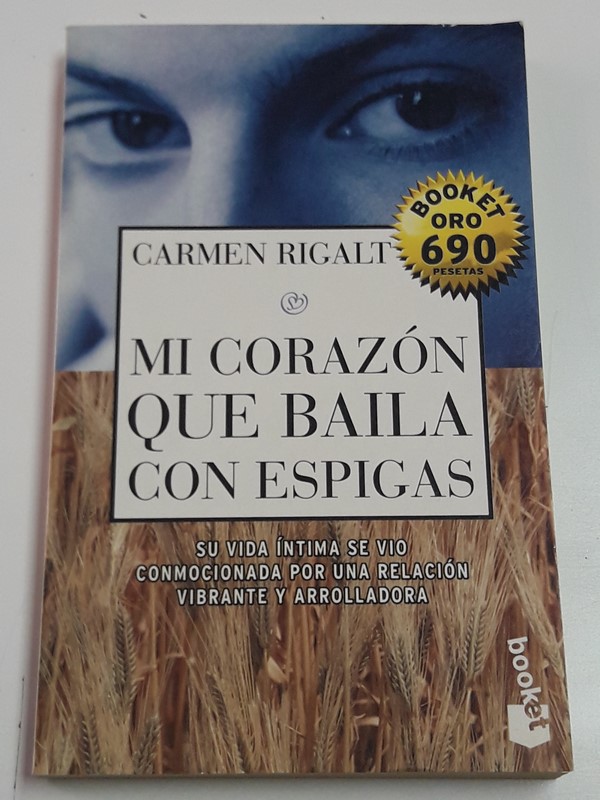 BOOKET
ORO
690
PESETAS
CARMEN RIGALT
MI CORAZÓN
QUE BAILA
CON ESPIGAS
SU VIDA ÍNTIMA SE VIO
CONMOCIONADA POR UNA RELACIÓN
VIBRANTE Y ARROLLADORA
booket